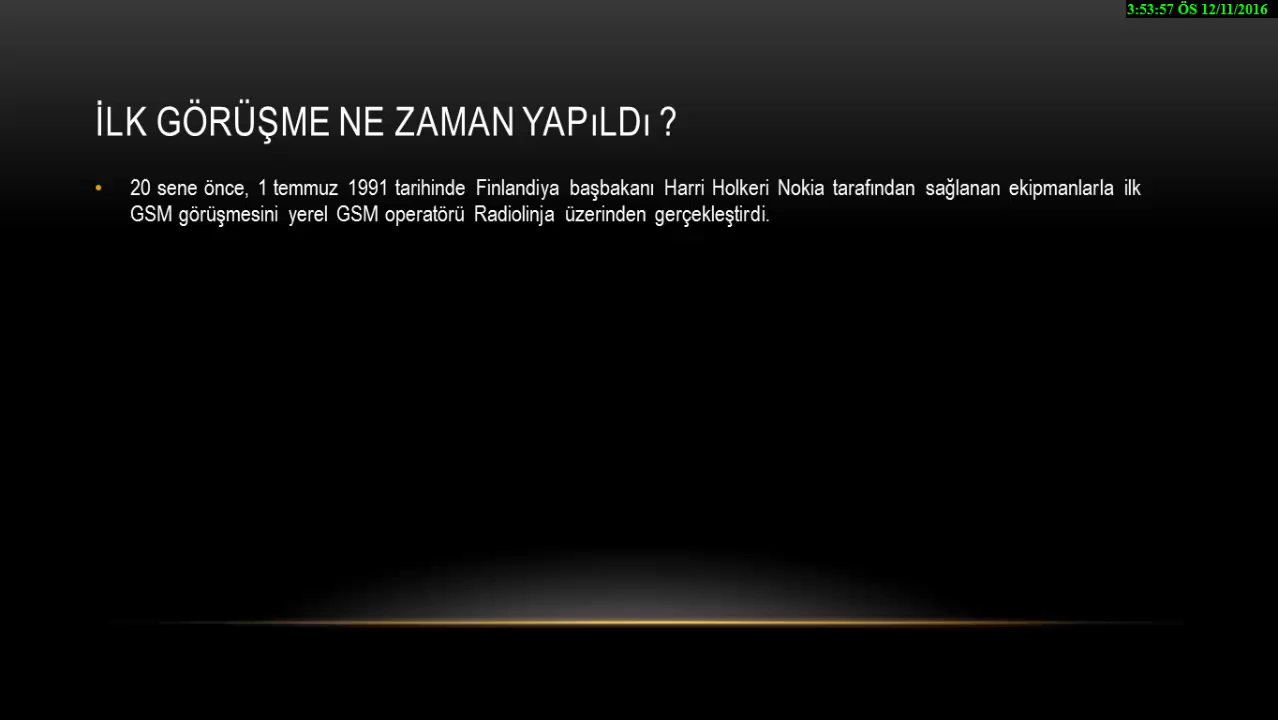 3:53:57 ÖS 12/11/2016
İLK GÖRÜŞME NE ZAMAN YAPıLDı ?
• 20 sene önce, 1 temmuz 1991 tarihinde Finlandiya başbakanı Harri Holkeri Nokia tarafından sağlanan ekipmanlarla ilk
GSM görüşmesini yerel GSM operatörü Radiolinja üzerinden gerçekleştirdi.